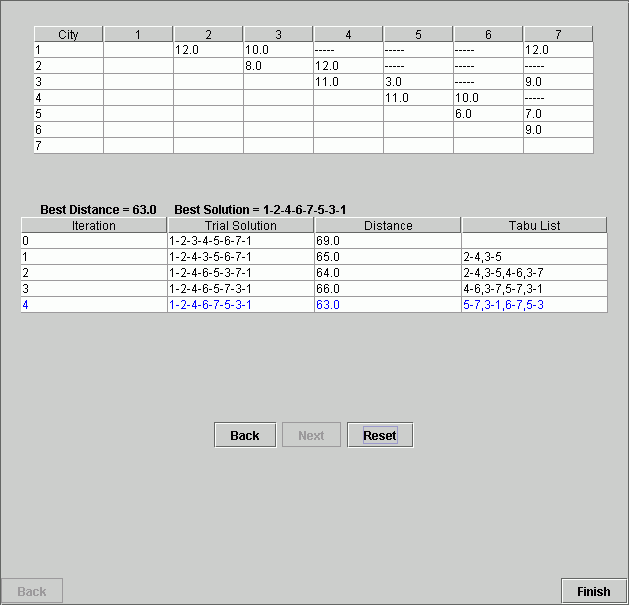 City 1 2 3 4 5 6 7
1 12.0 10.0 ----- ----- ----- 12.0
2 8.0 12.0 ----- ----- -----
3 11.0 3.0 ----- 9.0
4 11.0 10.0 -----
5 6.0 7.0
6 9.0
7
Best Distance = 63.0 Best Solution = 1-2-4-6-7-5-3-1
Iteration Trial Solution Distance Tabu List
0 1-2-3-4-5-6-7-1 69.0
1 1-2-4-3-5-6-7-1 65.0 2-4,3-5
2 1-2-4-6-5-3-7-1 64.0 2-4,3-5,4-6,3-7
3 1-2-4-6-5-7-3-1 66.0 4-6,3-7,5-7,3-1
4 1-2-4-6-7-5-3-1 63.0 5-7,3-1,6-7,5-3
Back Next Reset
Back Finish